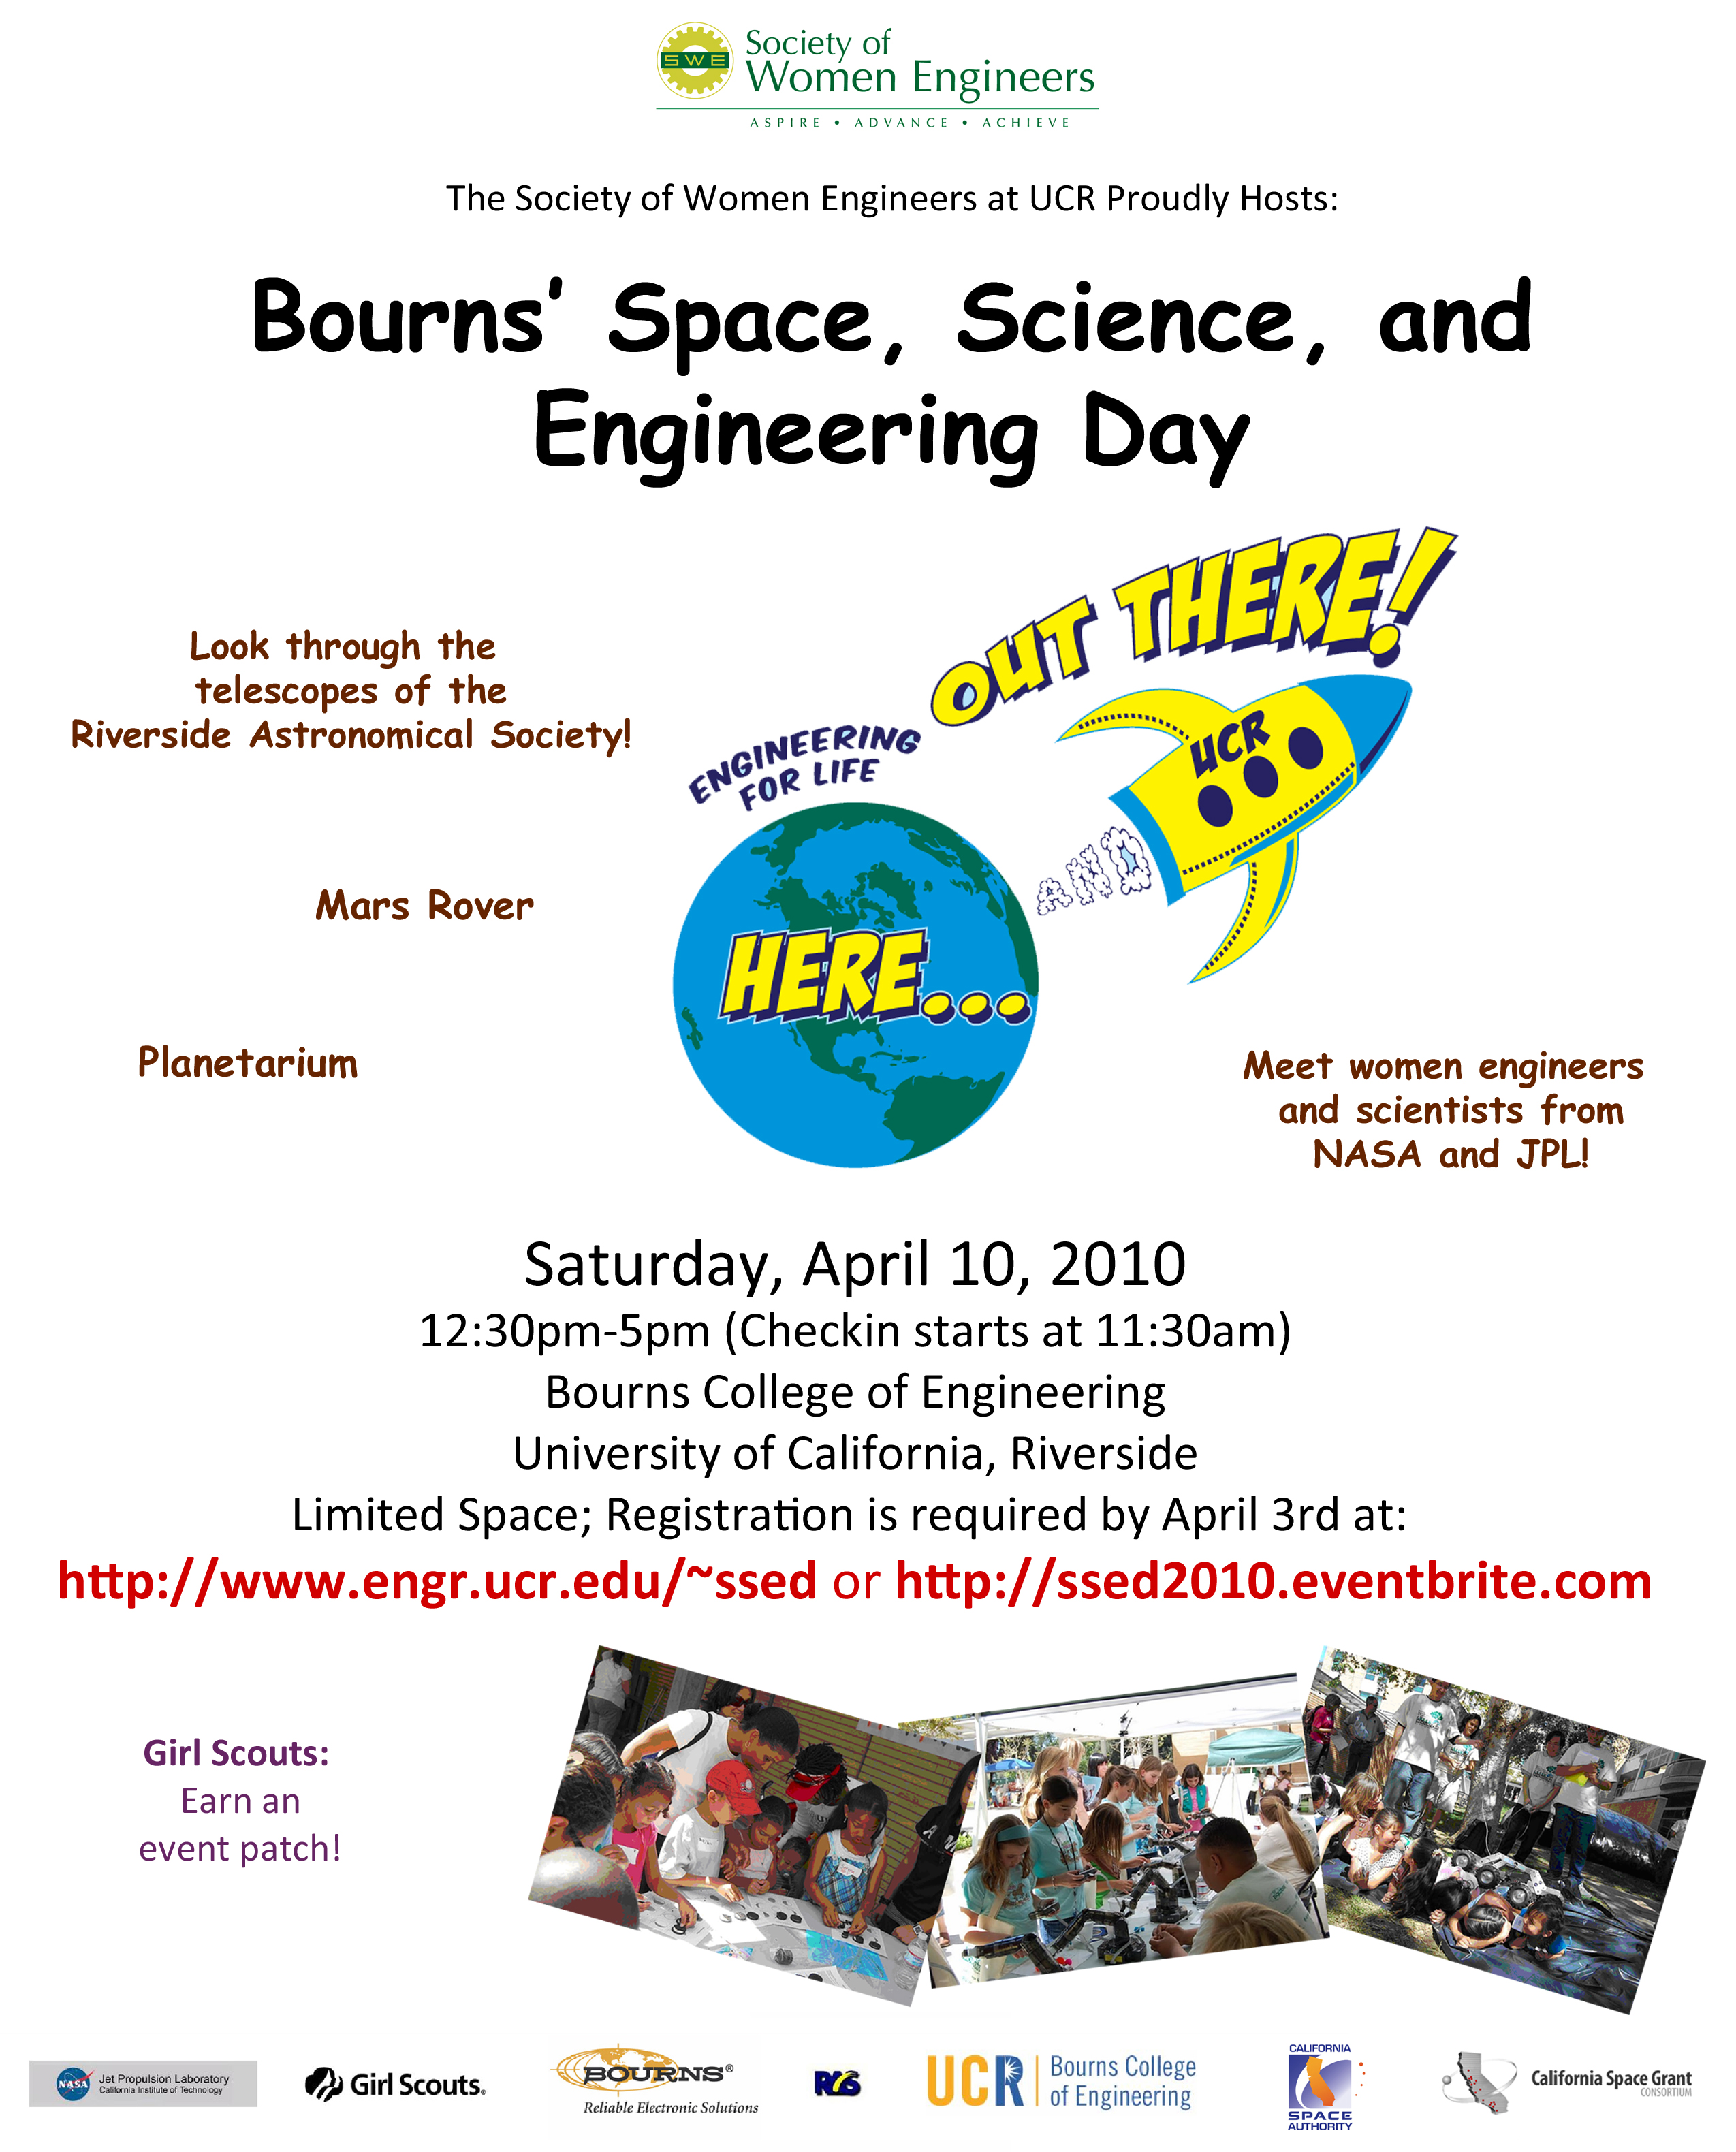 SWE
Society of
Women Engineers
ASPIRE • ADVANCE • ACHIEVE
The Society of Women Engineers at UCR Proudly Hosts:
Bourns’ Space, Science, and
Engineering Day
OUT THERE!
Look through the
telescopes of the
Riverside Astronomical Society!
ENGINEERING
FOR LIFE
UCR
AND
Mars Rover
HERE...
Planetarium
Meet women engineers
and scientists from
NASA and JPL!
Saturday, April 10, 2010
12:30pm-5pm (Checkin starts at 11:30am)
Bourns College of Engineering
University of California, Riverside
Limited Space; Registration is required by April 3rd at:
http://www.engr.ucr.edu/~ssed or http://ssed2010.eventbrite.com
Girl Scouts:
Earn an
event patch!
NASA
Jet Propulsion Laboratory
California Institute of Technology
Girl Scouts.
BOURNS®
Reliable Electronic Solutions
UCR
Bourns College
of Engineering
CALIFORNIA
SPACE
AUTHORITY
California Space Grant
CONSORTIUM